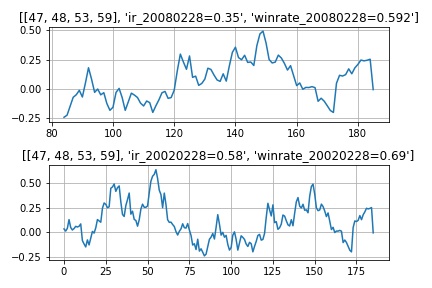 [[47, 48, 53, 59], 'ir_20080228=0.35', 'winrate_20080228=0.592']
0.50
0.25
0.00
−0.25
80 100 120 140 160 180
[[47, 48, 53, 59], 'ir_20020228=0.58', 'winrate_20020228=0.69']
0.50
0.25
0.00
−0.25
0 25 50 75 100 125 150 175